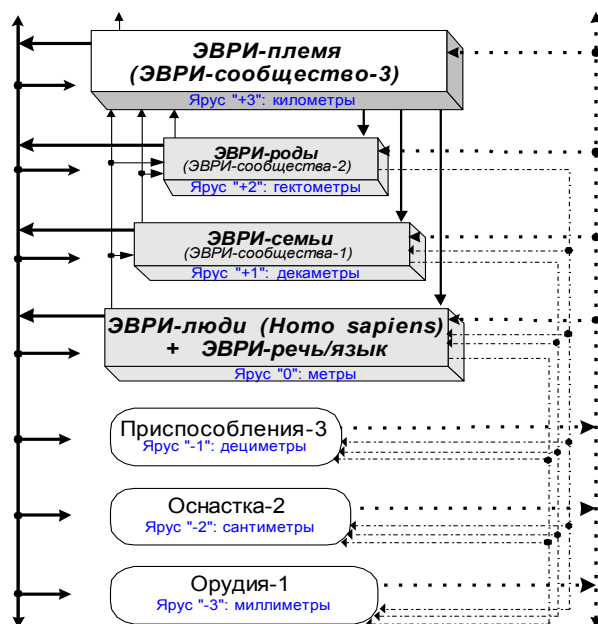 ЭВРИ-племя
(ЭВРИ-сообщество-3)
Ярус "+3": километры
ЭВРИ-роды
(ЭВРИ-сообщества-2)
Ярус "+2": гектометры
ЭВРИ-семьи
(ЭВРИ-сообщества-1)
Ярус "+1": декаметры
ЭВРИ-люди (Homo sapiens)
+ ЭВРИ-речь/язык
Ярус "0": метры
Приспособления-3
Ярус "-1": дециметры
Оснастка-2
Ярус "-2": сантиметры
Орудия-1
Ярус "-3": миллиметры